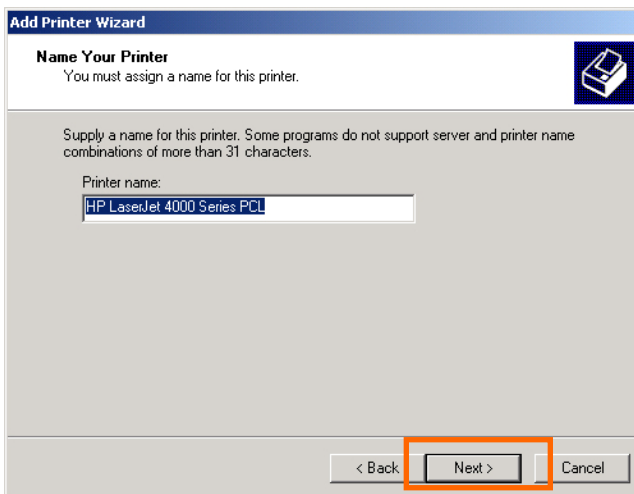 Add Printer Wizard
Name Your Printer
You must assign a name for this printer.
Supply a name for this printer. Some programs do not support server and printer name
combinations of more than 31 characters.
Printer name:
HP LaserJet 4000 Series PCL
< Back
Next >
Cancel